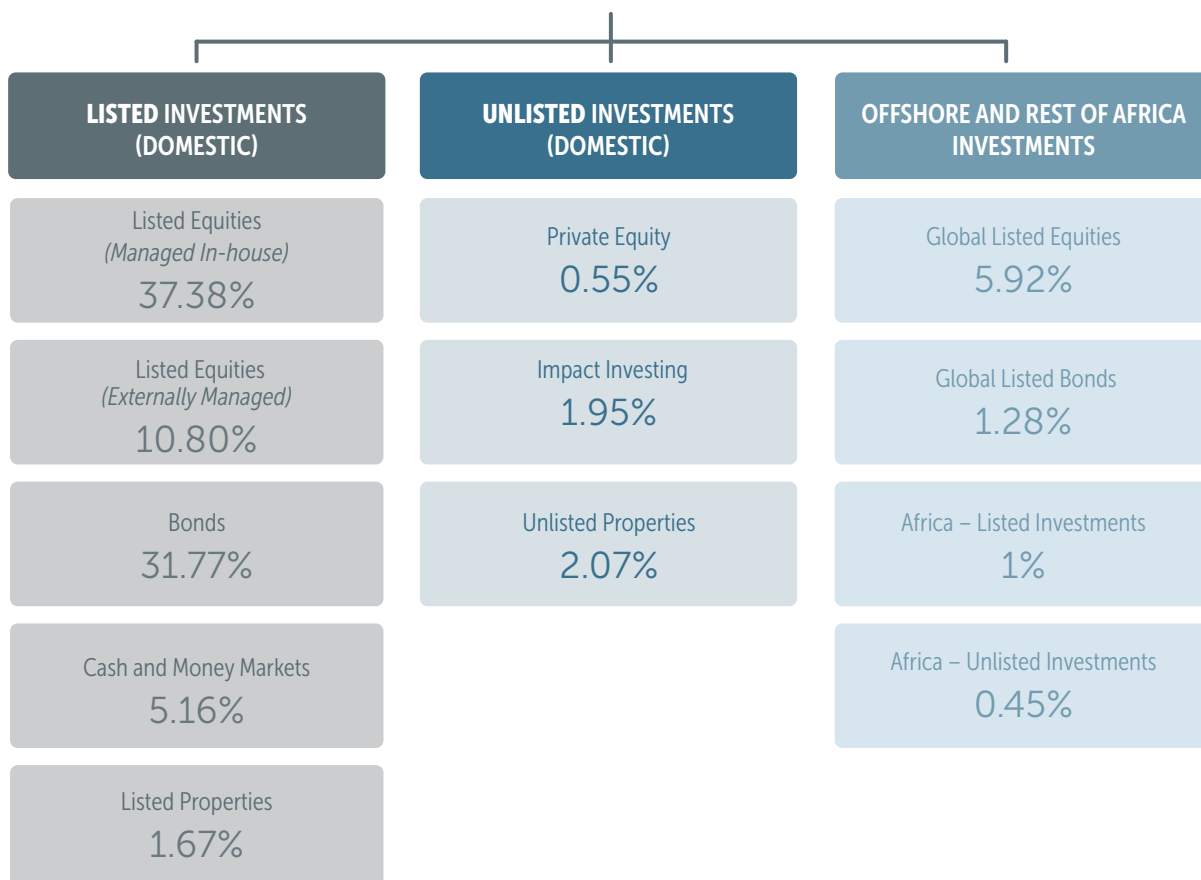 LISTED INVESTMENTS
(DOMESTIC)
Listed Equities
(Managed In-house)
37.38%
Listed Equities
(Externally Managed)
10.80%
Bonds
31.77%
Cash and Money Markets
5.16%
Listed Properties
1.67%
UNLISTED INVESTMENTS
(DOMESTIC)
Private Equity
0.55%
Impact Investing
1.95%
Unlisted Properties
2.07%
OFFSHORE AND REST OF AFRICA
INVESTMENTS
Global Listed Equities
5.92%
Global Listed Bonds
1.28%
Africa – Listed Investments
1%
Africa – Unlisted Investments
0.45%